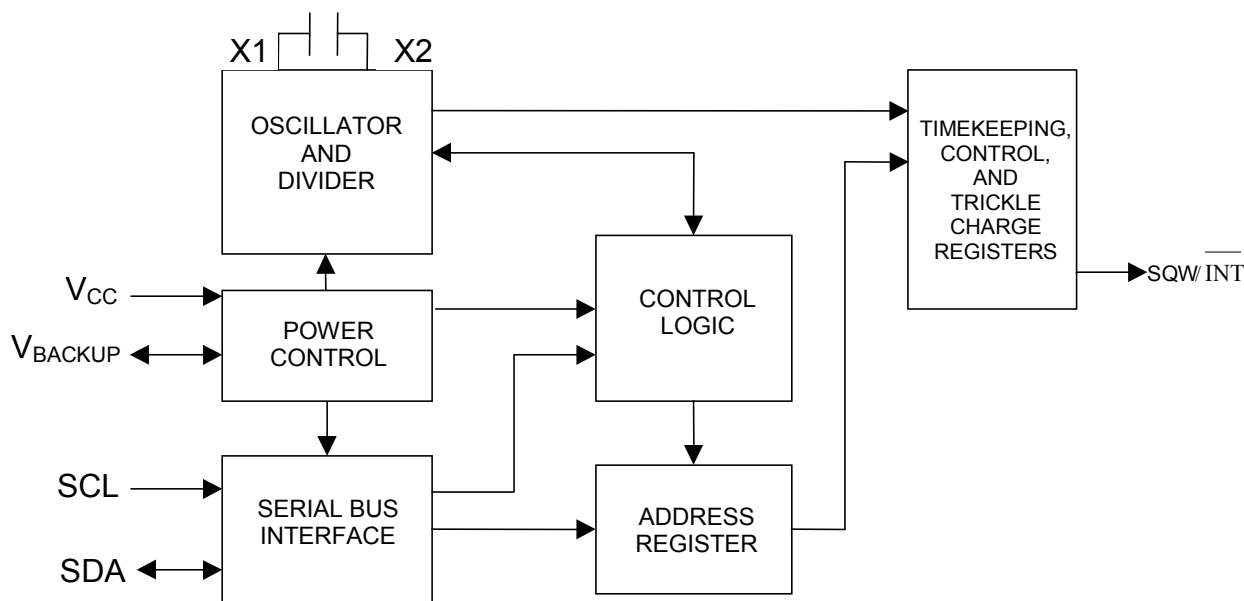 X1
X2
OSCILLATOR
AND
DIVIDER
TIMEKEEPING,
CONTROL,
AND
TRICKLE
CHARGE
REGISTERS
SQW/INT
VCC
VBACKUP
POWER
CONTROL
CONTROL
LOGIC
SCL
SDA
SERIAL BUS
INTERFACE
ADDRESS
REGISTER